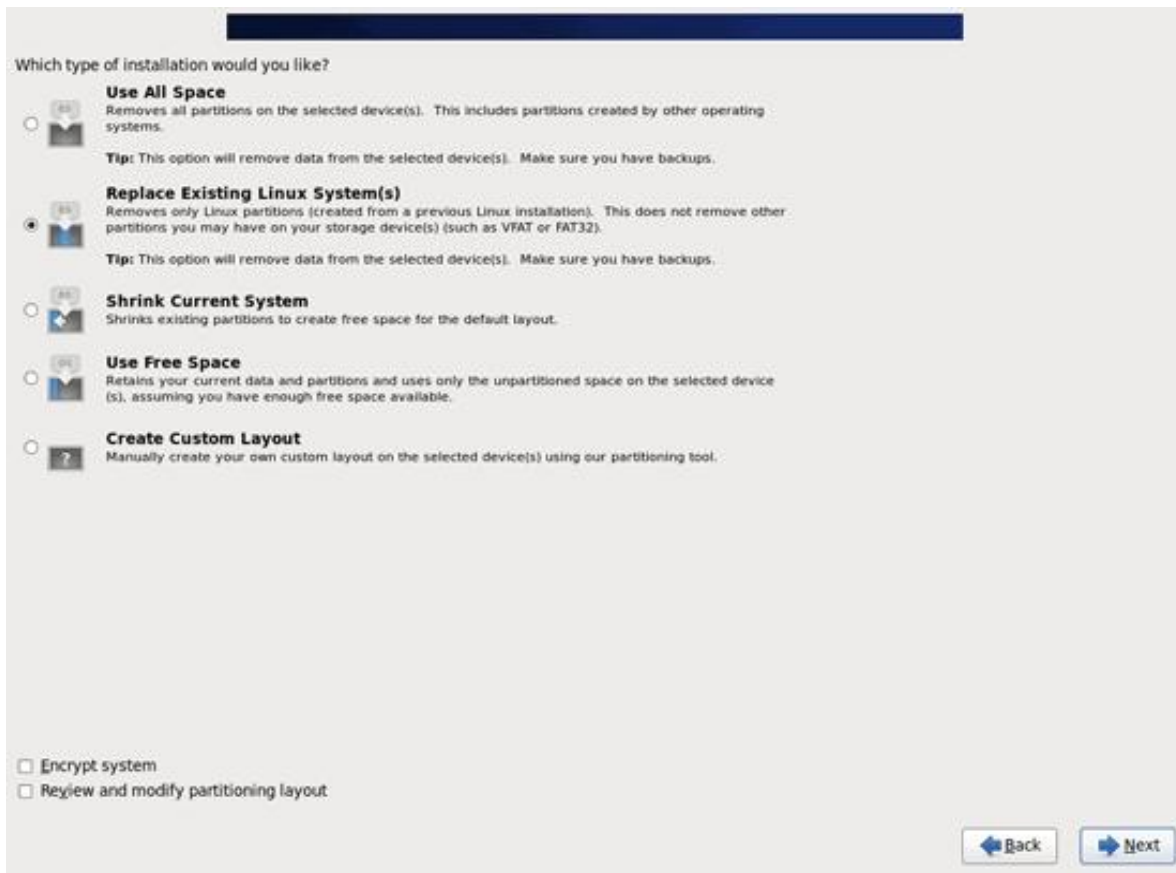 Which type of installation would you like?
Use All Space
Removes all partitions on the selected device(s). This includes partitions created by other operating
systems.
Tip: This option will remove data from the selected device(s). Make sure you have backups.
Replace Existing Linux System(s)
Removes only Linux partitions (created from a previous Linux installation). This does not remove other
partitions you may have on your storage device(s) (such as VFAT or FAT32).
Tip: This option will remove data from the selected device(s). Make sure you have backups.
Shrink Current System
Shrinks existing partitions to create free space for the default layout.
Use Free Space
Retains your current data and partitions and uses only the unpartitioned space on the selected device
(s), assuming you have enough free space available.
?
Create Custom Layout
Manually create your own custom layout on the selected device(s) using our partitioning tool.
Encrypt system
Review and modify partitioning layout
Back
Next